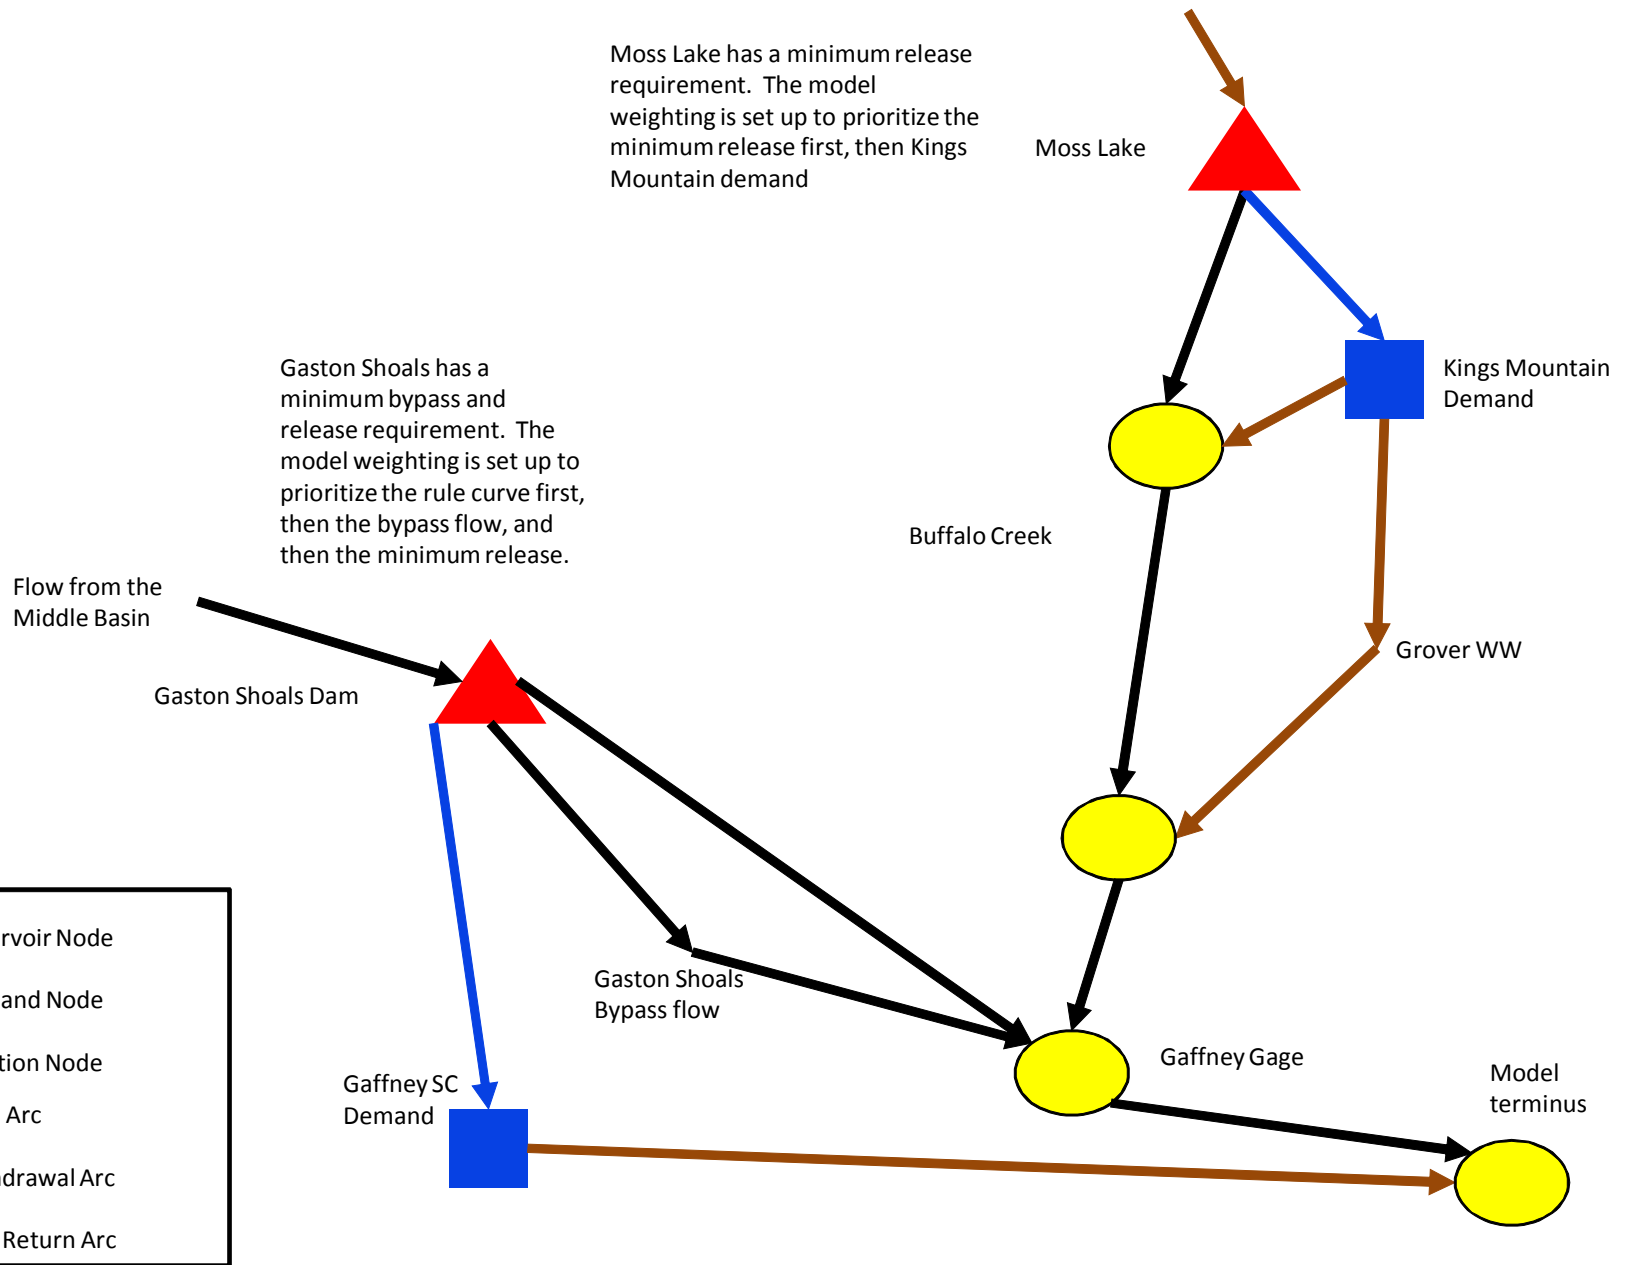 Moss Lake has a minimum release
requirement. The model
weighting is set up to prioritize the
minimum release first, then Kings
Mountain demand
Moss Lake
Kings Mountain
Demand
Gaston Shoals has a
minimum bypass and
release requirement. The
model weighting is set up to
prioritize the rule curve first,
then the bypass flow, and
then the minimum release.
Buffalo Creek
Flow from the
Middle Basin
Grover WW
Gaston Shoals Dam
Gaston Shoals
Bypass flow
Gaffney SC
Demand
Gaffney Gage
Model
terminus
rvoir Node
and Node
tion Node
Arc
drawal Arc
Return Arc